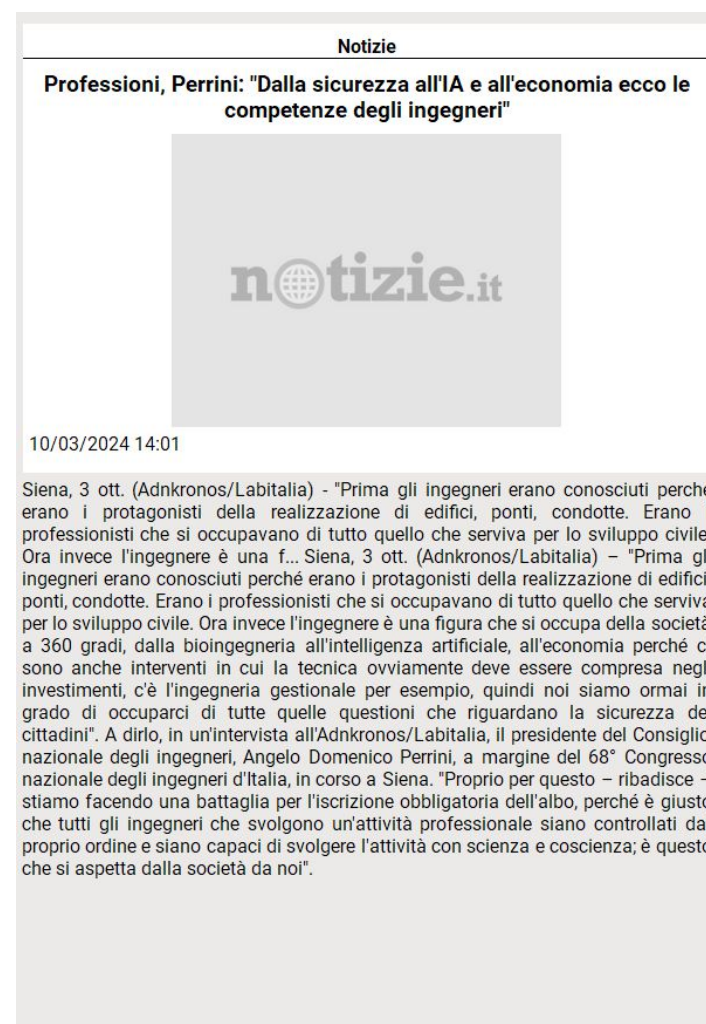 Notizie
Professioni, Perrini: "Dalla sicurezza all'IA e all'economia ecco le
competenze degli ingegneri"
notizie.it
10/03/2024 14:01
Siena, 3 ott. (Adnkronos/Labitalia) - "Prima gli ingegneri erano conosciuti perché
erano i protagonisti della realizzazione di edifici, ponti, condotte. Erano
professionisti che si occupavano di tutto quello che serviva per lo sviluppo civile
Ora invece l'ingegnere è una f... Siena, 3 ott. (Adnkronos/Labitalia) – "Prima gl
ingegneri erano conosciuti perché erano i protagonisti della realizzazione di edifici
ponti, condotte. Erano i professionisti che si occupavano di tutto quello che serviva
per lo sviluppo civile. Ora invece l'ingegnere è una figura che si occupa della società
a 360 gradi, dalla bioingegneria all'intelligenza artificiale, all'economia perché c
sono anche interventi in cui la tecnica ovviamente deve essere compresa negl
investimenti, c'è l'ingegneria gestionale per esempio, quindi noi siamo ormai in
grado di occuparci di tutte quelle questioni che riguardano la sicurezza de
cittadini". A dirlo, in un'intervista all'Adnkronos/Labitalia, il presidente del Consiglio
nazionale degli ingegneri, Angelo Domenico Perrini, a margine del 68° Congresso
nazionale degli ingegneri d'Italia, in corso a Siena. "Proprio per questo – ribadisce –
stiamo facendo una battaglia per l'iscrizione obbligatoria dell'albo, perché è giusto
che tutti gli ingegneri che svolgono un'attività professionale siano controllati da
proprio ordine e siano capaci di svolgere l'attività con scienza e coscienza; è questo
che si aspetta dalla società da noi".